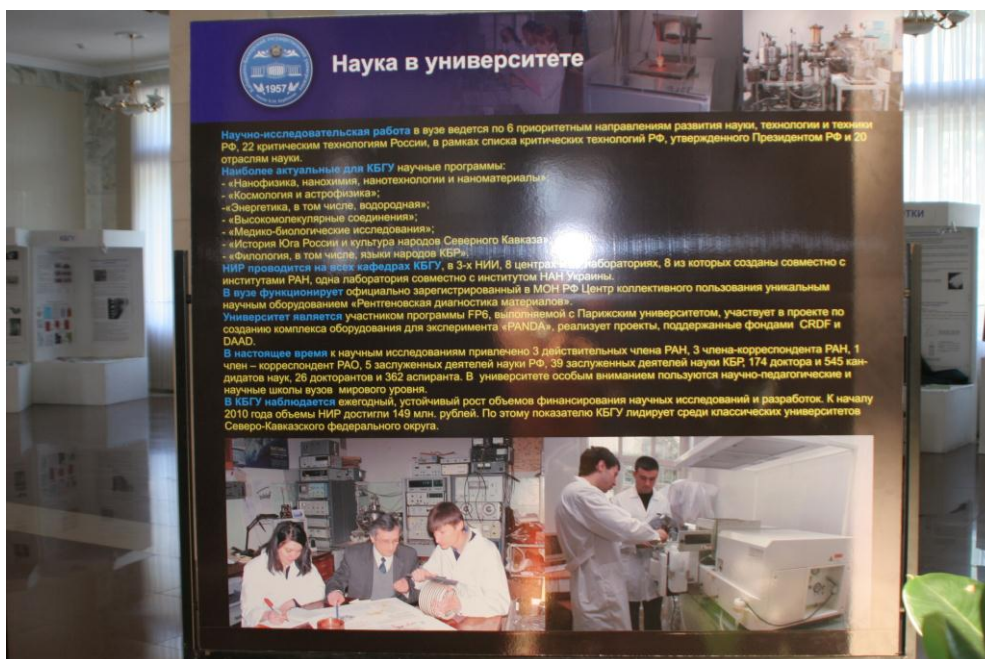 1957
Наука в университете
Научно-исследовательская работа в вузе ведется по 6 приоритетным направлениям развития науки, технологии и техники
РФ, 22 критическим технологиям России, в рамках списка критических технологий РФ, утвержденного Президентом РФ и 20
отраслям науки.
Наиболее актуальные для КБГУ научные программы:
- «Нанофизика, нанохимия, нанотехнологии и наноматериалы»;
- «Космология и астрофизика»;
-«Энергетика, в том числе, водородная»;
- «Высокомолекулярные соединения»;
- «Медико-биологические исследования»;
- «История Юга России и культура народов Северного Кавказа»;
- «Филология, в том числе, языки народов КБР».
НИР проводится на всех кафедрах КБГУ, в 3-х НИИ, 8 центрах лабораториях, 8 из которых созданы совместно с
институтами РАН, одна лаборатория совместно с институтом НАН Украины.
В вузе функционирует официально зарегистрированный в МОН РФ Центр коллективного пользования уникальным
научным оборудованием «Рентгеновская диагностика материалов».
Университет является участником программы FP6, выполняемой с Парижским университетом, участвует в проекте по
созданию комплекса оборудования для эксперимента «PANDA», реализует проекты, поддержанные фондами CRDF и
DAAD.
В настоящее время к научным исследованиям привлечено 3 действительных члена РАН, 3 члена-корреспондента РАН, 1
член – корреспондент РАО, 5 заслуженных деятелей науки РФ, 39 заслуженных деятелей науки КБР, 174 доктора и 545 кан-
дидатов наук, 26 докторантов и 362 аспиранта. В университете особым вниманием пользуются научно-педагогические и
научные школы вузов мирового уровня.
В КБГУ наблюдается ежегодный, устойчивый рост объемов финансирования научных исследований и разработок. К началу
2010 года объемы НИР достигли 149 млн. рублей. По этому показателю КБГУ лидирует среди классических университетов
Северо-Кавказского федерального округа.